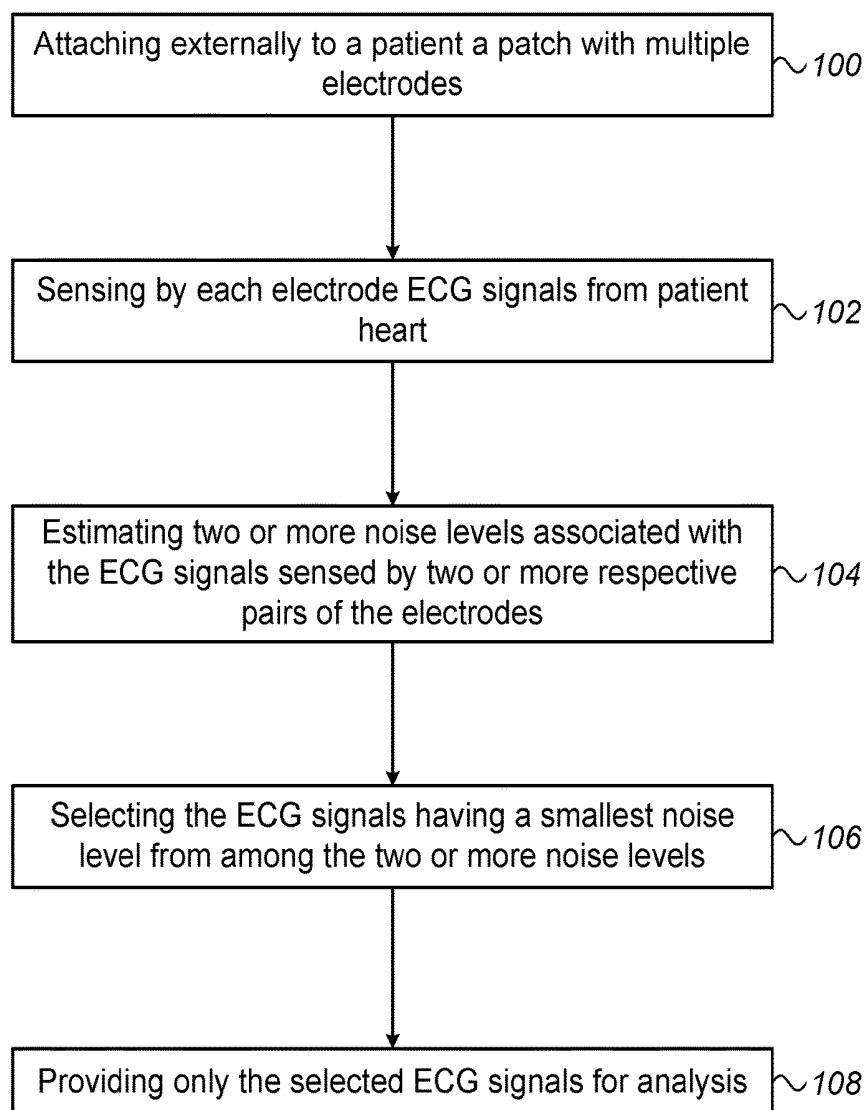 Attaching externally to a patient a patch with multiple
electrodes
100
Sensing by each electrode ECG signals from patient
heart
102
Estimating two or more noise levels associated with
the ECG signals sensed by two or more respective
pairs of the electrodes
104
Selecting the ECG signals having a smallest noise
level from among the two or more noise levels
106
Providing only the selected ECG signals for analysis
108